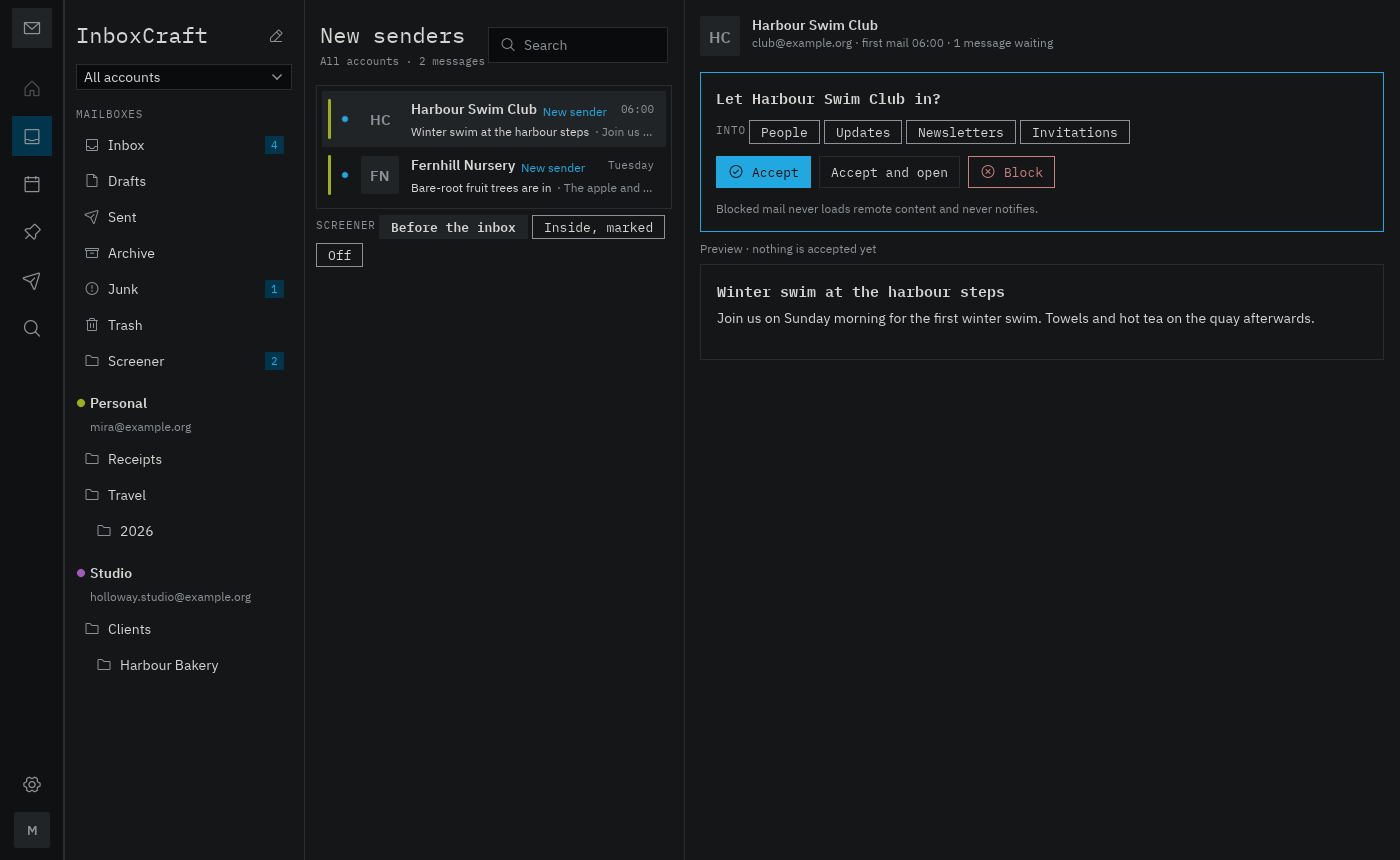 InboxCraft
All accounts
MAILBOXES
Inbox 4
Drafts
Sent
Archive
Junk 1
Trash
Screener 2
Personal
mira@example.org
Receipts
Travel
2026
Studio
holloway.studio@example.org
Clients
Harbour Bakery
M
New senders
All accounts · 2 messages
Search
HC
Harbour Swim Club New sender 06:00
Winter swim at the harbour steps · Join us …
FN
Fernhill Nursery New sender Tuesday
Bare-root fruit trees are in · The apple and …
SCREENER Before the inbox Inside, marked
Off
HC
Harbour Swim Club
club@example.org · first mail 06:00 · 1 message waiting
Let Harbour Swim Club in?
INTO People Updates Newsletters Invitations
Accept Accept and open Block
Blocked mail never loads remote content and never notifies.
Preview · nothing is accepted yet
Winter swim at the harbour steps
Join us on Sunday morning for the first winter swim. Towels and hot tea on the quay afterwards.